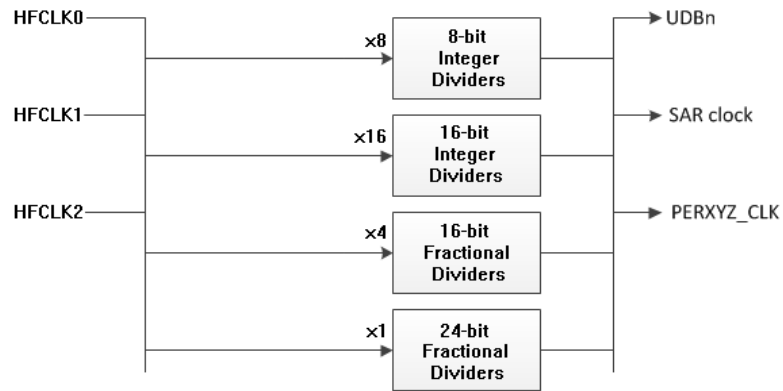 HFCLK0
HFCLK1
HFCLK2
x8
8-bit
Integer
Dividers
x16
16-bit
Integer
Dividers
x4
16-bit
Fractional
Dividers
x1
24-bit
Fractional
Dividers
UDBn
SAR clock
PERXYZ_CLK